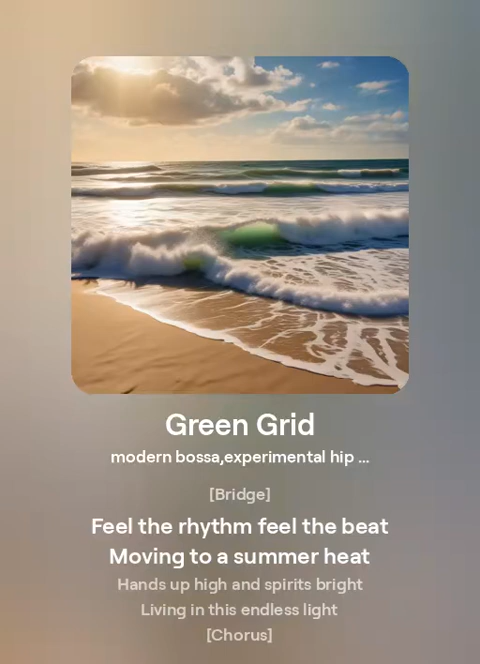 Green Grid
modern bossa,experimental hip ...
[Bridge]
Feel the rhythm feel the beat
Moving to a summer heat
Hands up high and spirits bright
Living in this endless light
[Chorus]